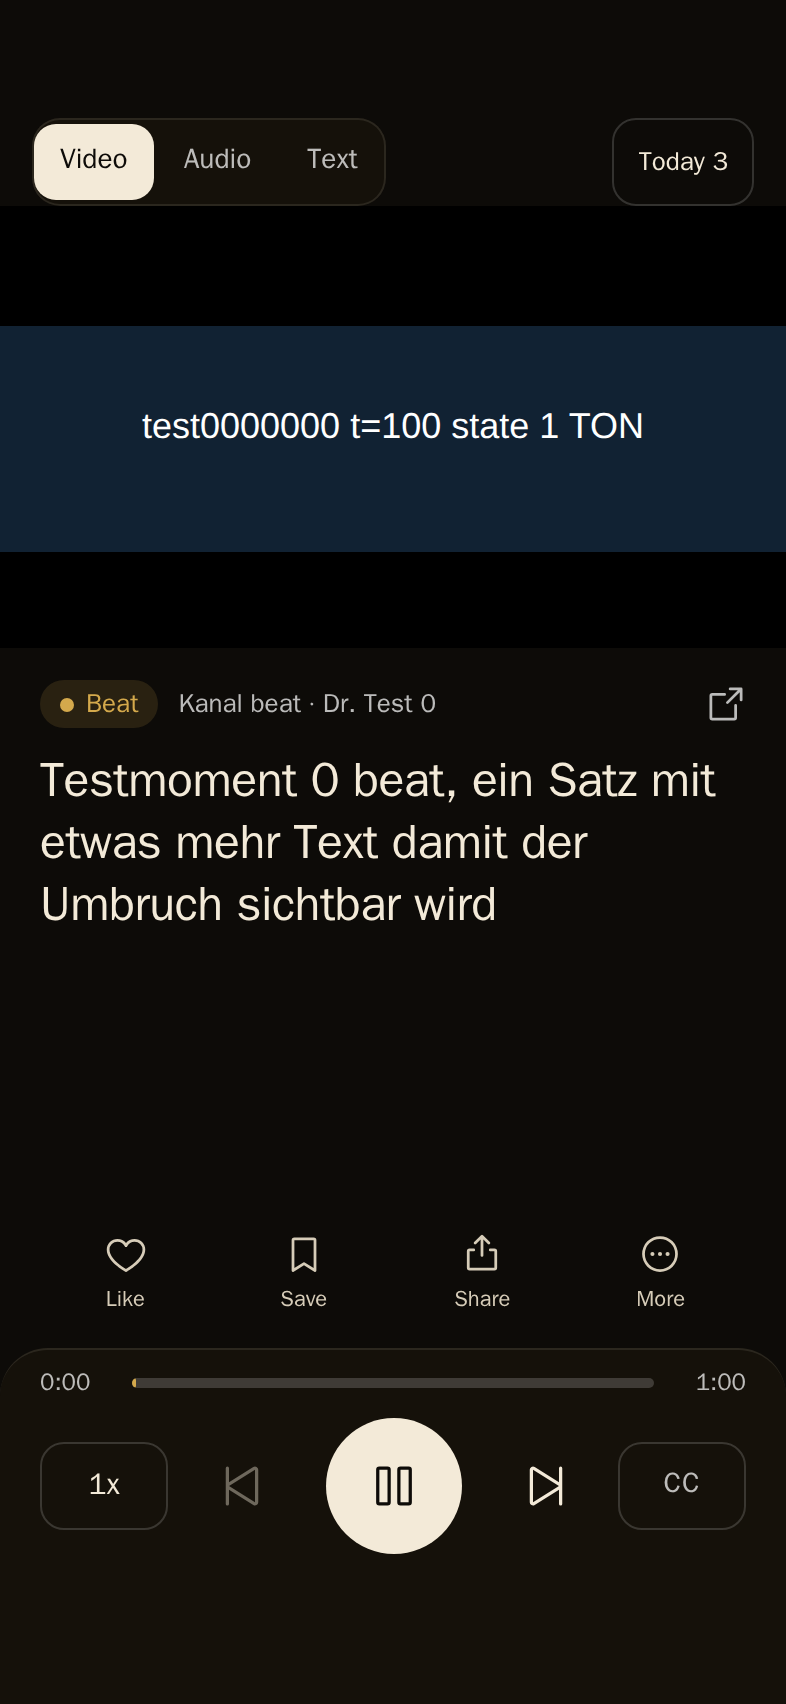 Video Audio Text Today 3
test0000000 t=100 state 1 TON
Beat Kanal beat · Dr. Test 0
Testmoment 0 beat, ein Satz mit
etwas mehr Text damit der
Umbruch sichtbar wird
Like Save Share More
0:00 1:00
1x CC